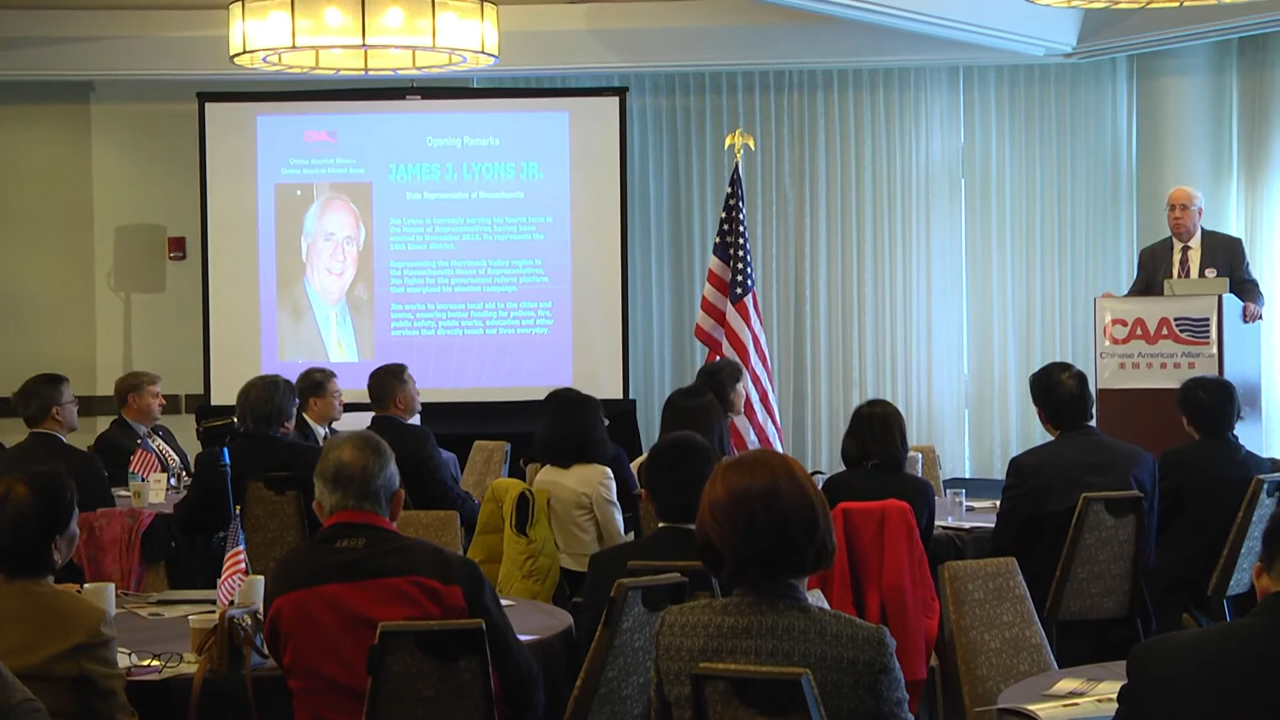 CAA
Chinese American Alliance
Opening Remarks
JAMES J. LYONS JR.
State Representative of Massachusetts
Jim Lyons is currently serving his fourth term in
the House of Representatives, having been
elected in November 2010. He represents the
18th Essex district.
Representing the Merrimack Valley region in
the Massachusetts House of Representatives,
Jim fights for the government reform platform
that energized his election campaign.
Jim works to increase local aid to the cities and
towns, ensuring better funding for police, fire,
public safety, public works, education and other
services that directly touch our lives everyday.
CAA
Chinese American Alliance
美国华裔联盟